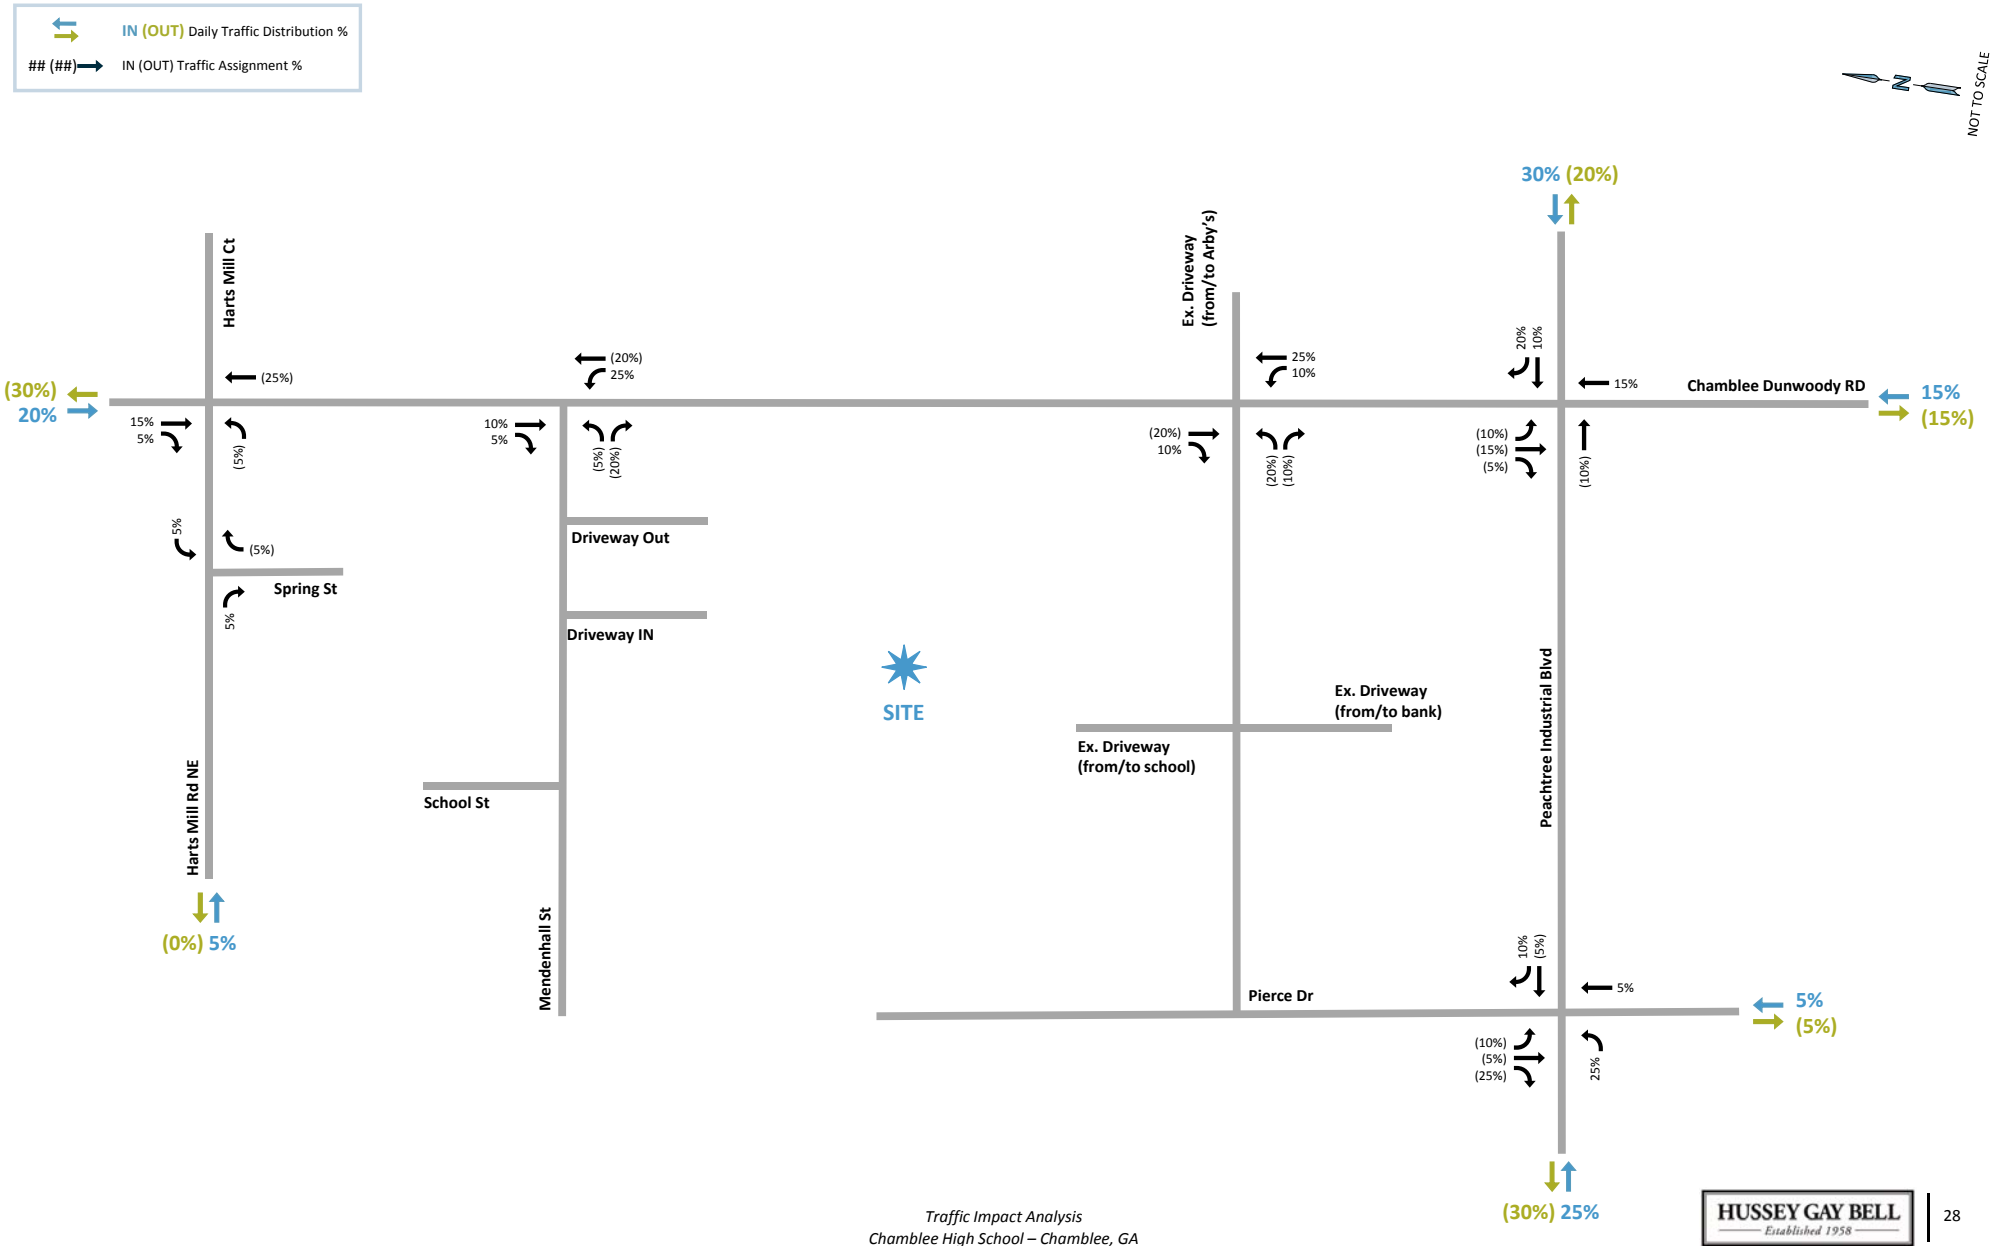 IN (OUT) Daily Traffic Distribution %
## (##) IN (OUT) Traffic Assignment %
N
NOT TO SCALE
30% (20%)
Harts Mill Ct
Ex. Driveway
(from/to Arby's)
20%
10%
(20%)
25%
25%
10%
15%
Chamblee Dunwoody RD
(25%)
(30%)
20%
15%
(15%)
15%
5%
(5%)
10%
5%
(5%)
(20%)
(20%)
10%
(20%)
(10%)
(10%)
(15%)
(5%)
(10%)
5%
(5%)
Spring St
5%
Driveway Out
Driveway IN
SITE
Ex. Driveway
(from/to bank)
Ex. Driveway
(from/to school)
Peachtree Industrial Blvd
School St
Harts Mill Rd NE
(0%) 5%
Mendenhall St
Pierce Dr
10%
(5%)
5%
5%
(5%)
(10%)
(5%)
(25%)
25%
(30%) 25%
Traffic Impact Analysis
Chamblee High School – Chamblee, GA
HUSSEY GAY BELL
Established 1958
28